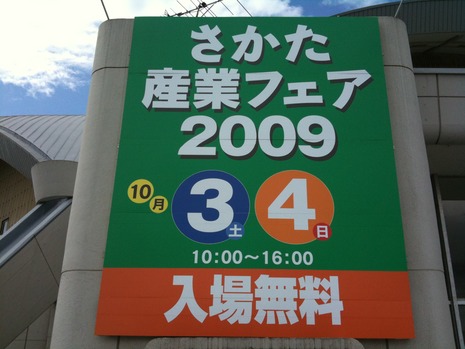 さかた
産業フェア
2009
10月 3土 4日
10:00〜16:00
入場無料